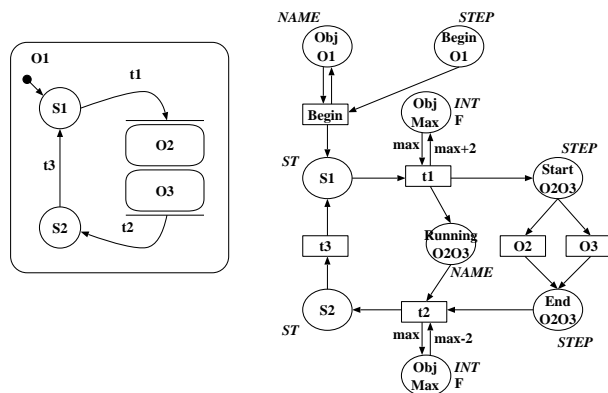 O1
t1
S1
O2
O3
t3
S2
t2
NAME
STEP
Obj
O1
Begin
O1
Begin
Obj
Max
INT
F
max
max+2
STEP
ST
S1
t1
Start
O2O3
t3
Running
O2O3
NAME
O2
O3
S2
ST
t2
End
O2O3
STEP
max
max-2
Obj
Max
INT
F